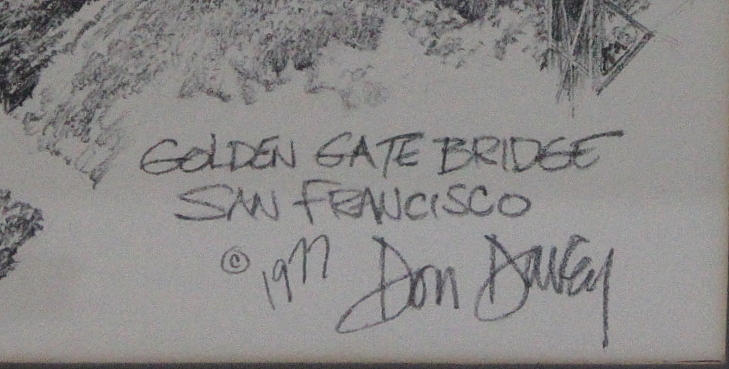 GOLDEN GATE BRIDGE
SAN FRANCISCO
© 1977 Don Davey